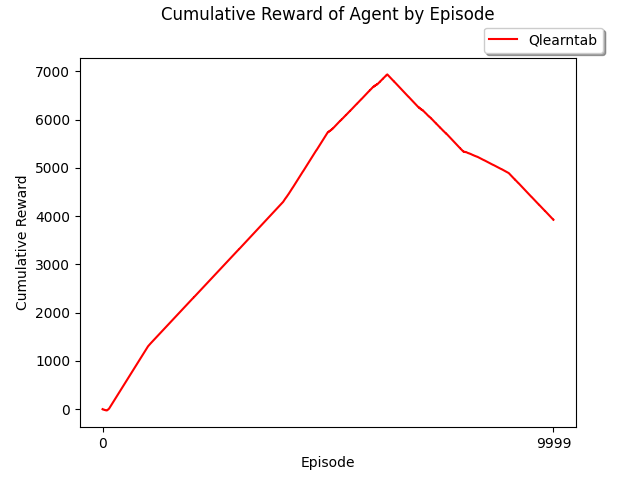 Cumulative Reward of Agent by Episode
Qlearntab
7000
6000
5000
4000
3000
2000
1000
0
Cumulative Reward
0
9999
Episode